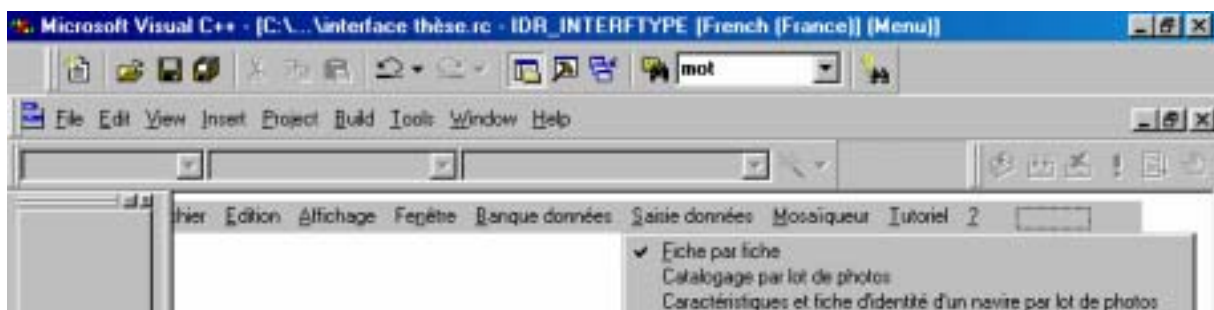 Microsoft Visual C++ - [C:\...\interface thèse.rc - IDR_INTERFTYPE [French (France)] (Menu)]
mot
File Edit View Insert Project Build Tools Window Help
hier Edition Affichage Fenêtre Banque données Saisie données Mosaïqueur Tutoriel ?
Fiche par fiche
Catalogage par lot de photos
Caractéristiques et fiche d'identité d'un navire par lot de photos